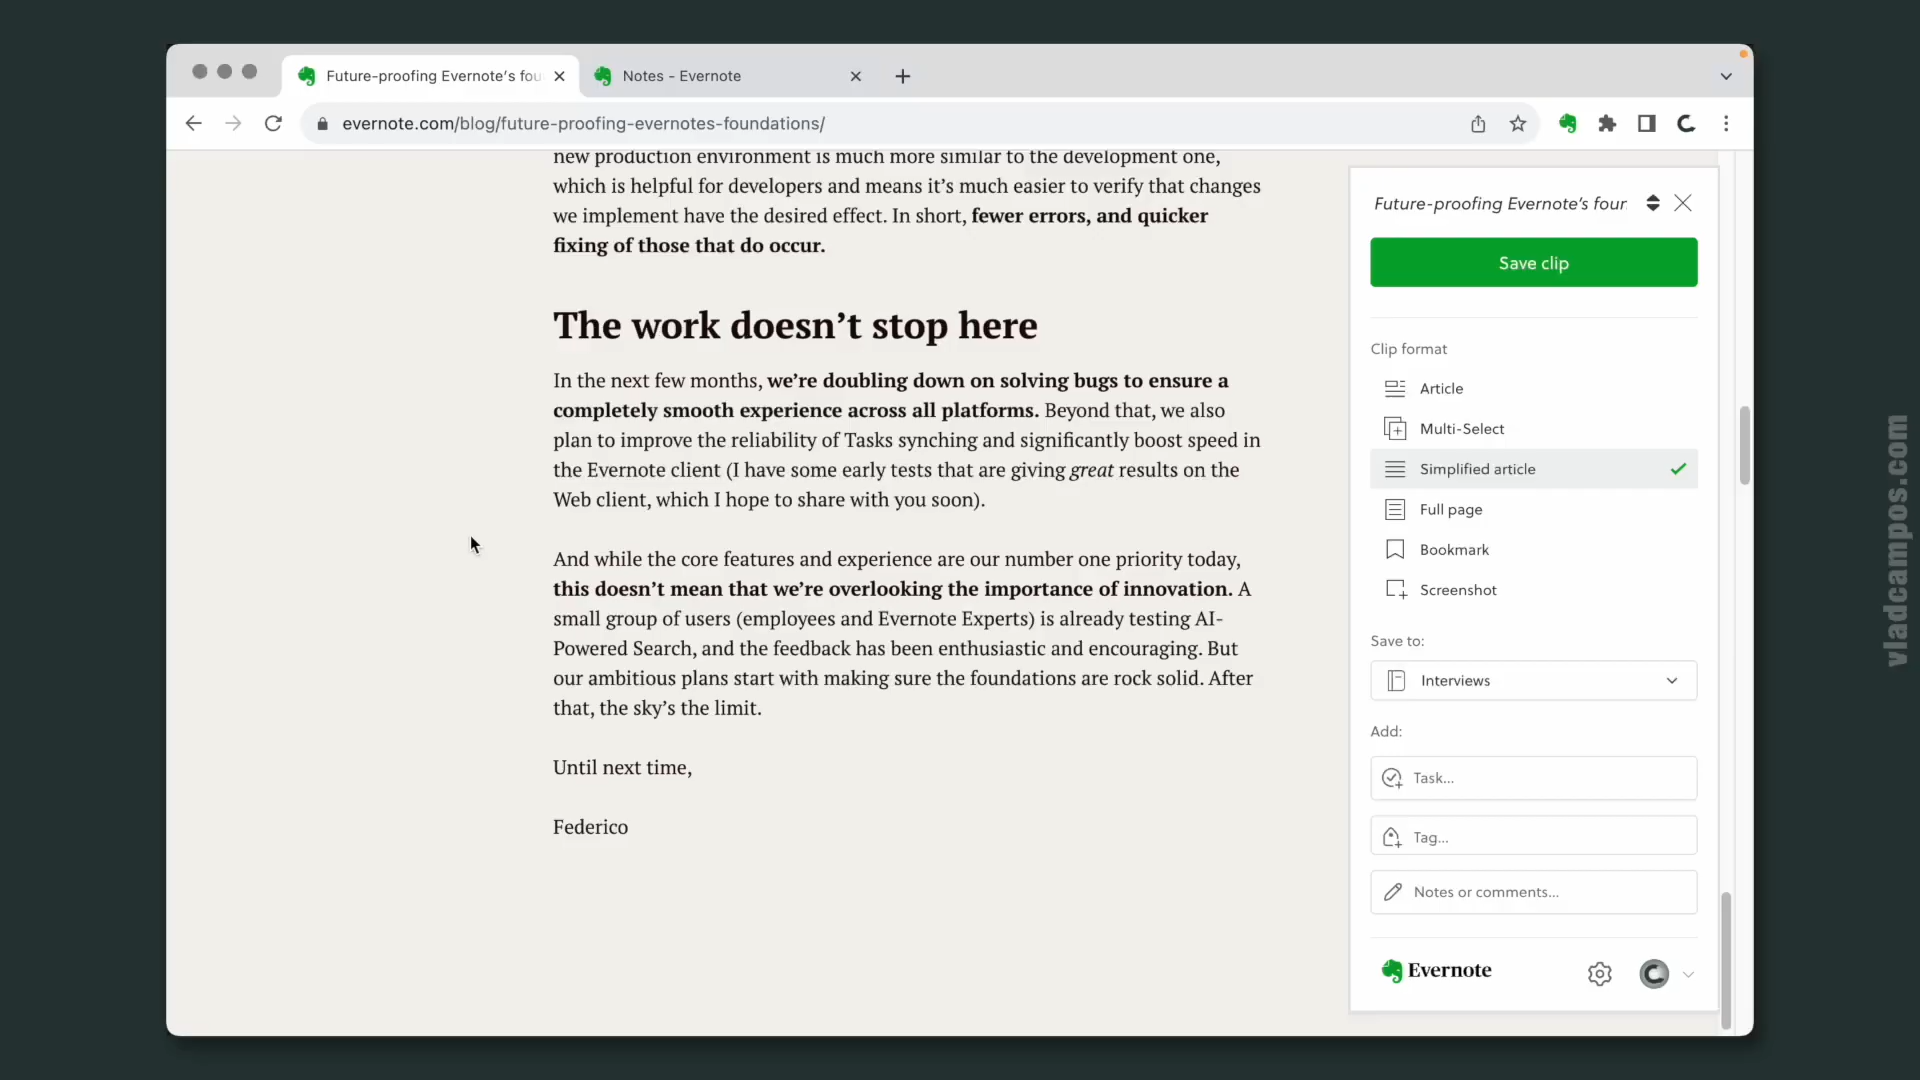 Future-proofing Evernote's fou
Notes - Evernote
evernote.com/blog/future-proofing-evernotes-foundations/
new production environment is much more similar to the development one,
which is helpful for developers and means it’s much easier to verify that changes
we implement have the desired effect. In short, fewer errors, and quicker
fixing of those that do occur.
The work doesn’t stop here
In the next few months, we’re doubling down on solving bugs to ensure a
completely smooth experience across all platforms. Beyond that, we also
plan to improve the reliability of Tasks synching and significantly boost speed in
the Evernote client (I have some early tests that are giving great results on the
Web client, which I hope to share with you soon).
And while the core features and experience are our number one priority today,
this doesn’t mean that we’re overlooking the importance of innovation. A
small group of users (employees and Evernote Experts) is already testing AI-
Powered Search, and the feedback has been enthusiastic and encouraging. But
our ambitious plans start with making sure the foundations are rock solid. After
that, the sky’s the limit.
Until next time,
Federico
Future-proofing Evernote’s four
Save clip
Clip format
Article
Multi-Select
Simplified article
Full page
Bookmark
Screenshot
Save to:
Interviews
Add:
Task...
Tag...
Notes or comments...
Evernote
vladcampos.com